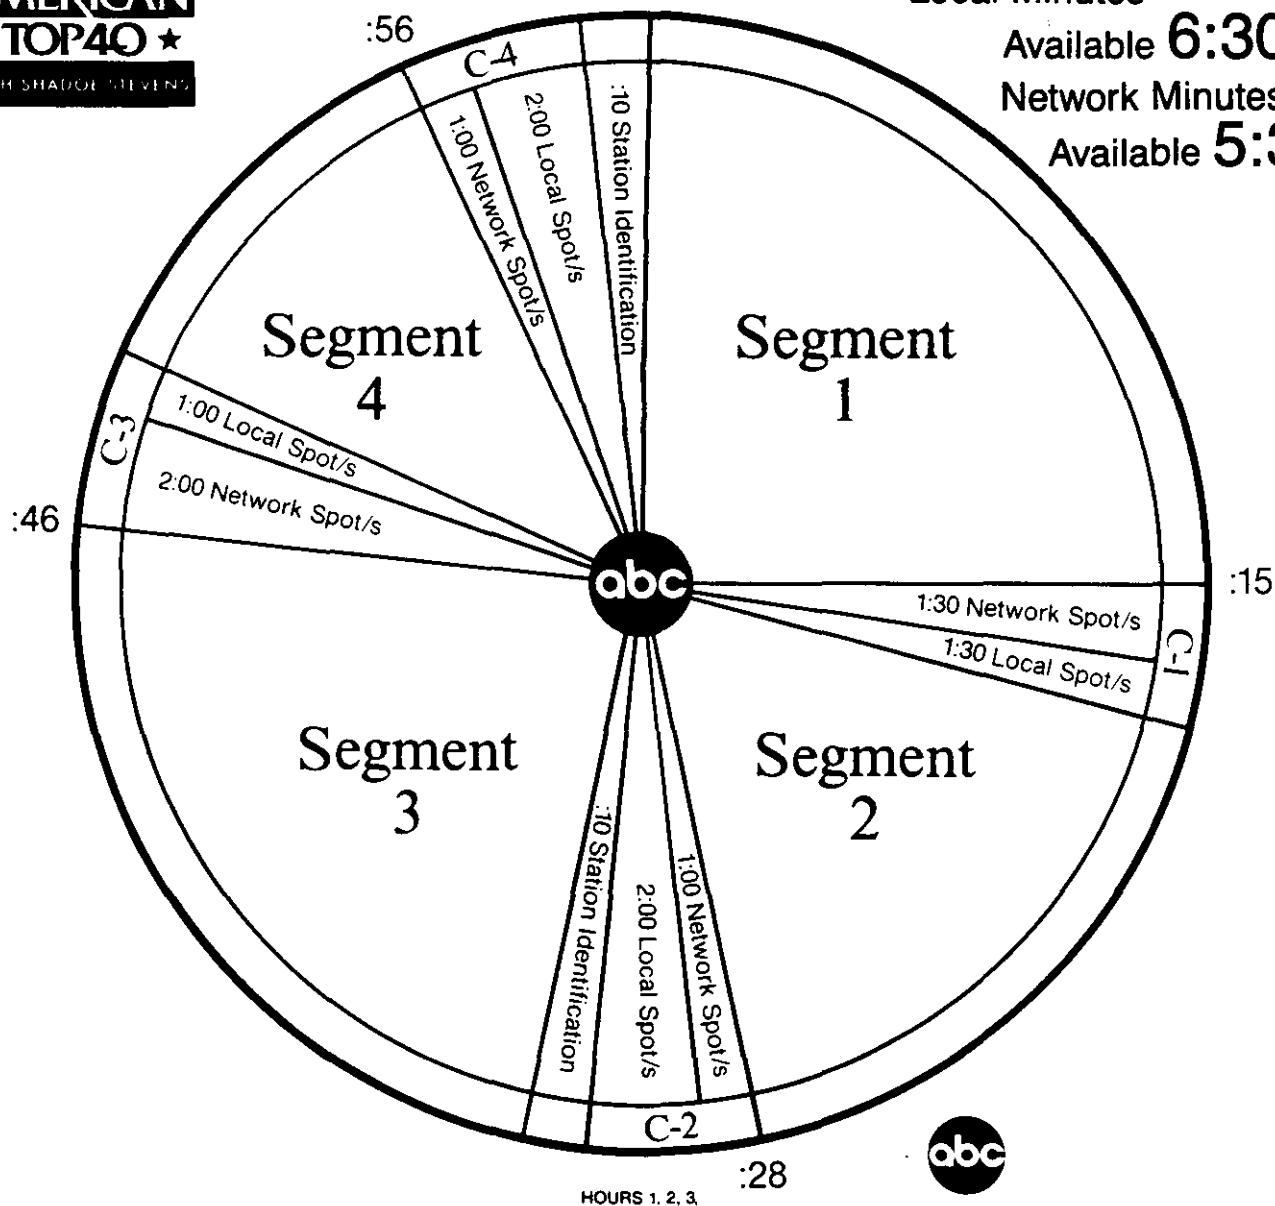 TOP40 ★
SHADOE STEVENS
Local Minutes
Available 6:30
Network Minutes
Available
:56
C-4
1:00 Network Spot/s
2:00 Local Spot/s
:10 Station Identification
Segment
4
Segment
1
1:00 Local Spot/s
C-3
2:00 Network Spot/s
:46
abc
:15
1:30 Network Spot/s
C-1
1:30 Local Spot/s
Segment
3
Segment
2
:10 Station Identification
2:00 Local Spot/s
1:00 Network Spot/s
C-2
:28
abc
HOURS 1, 2, 3,